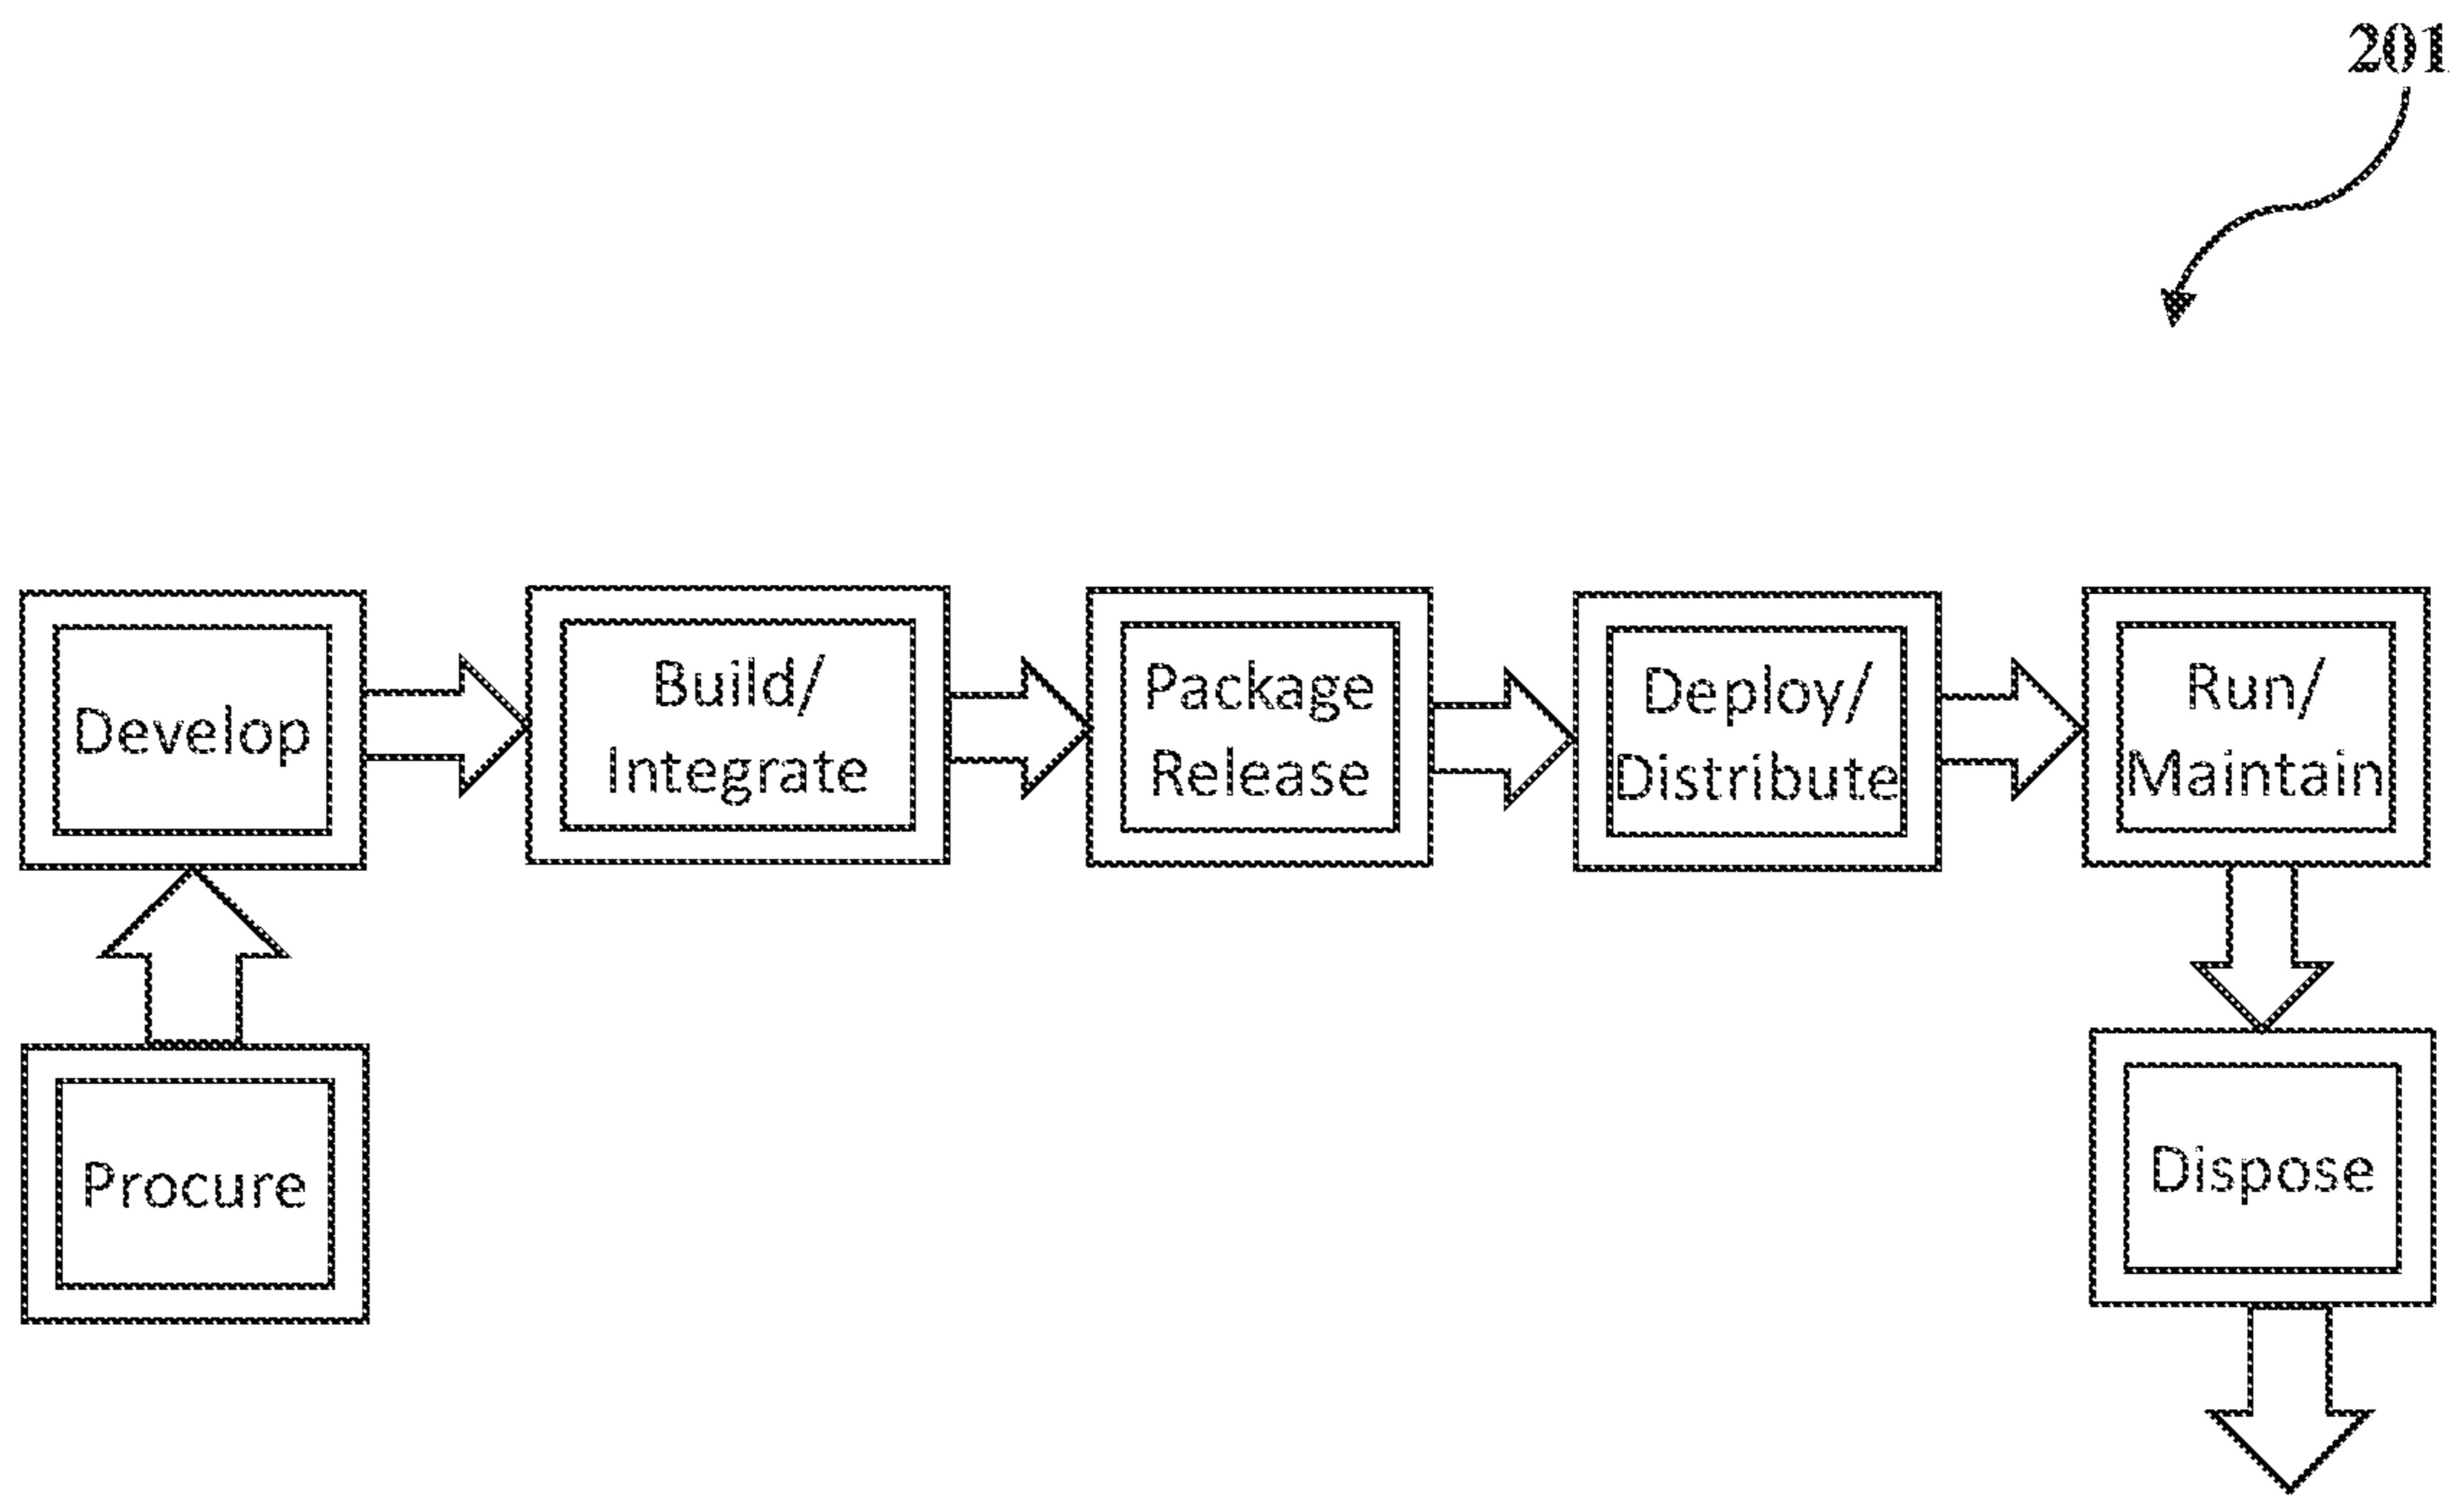 201
Develop
Build/
Integrate
Package
Release
Deploy/
Distribute
Run/
Maintain
Procure
Dispose